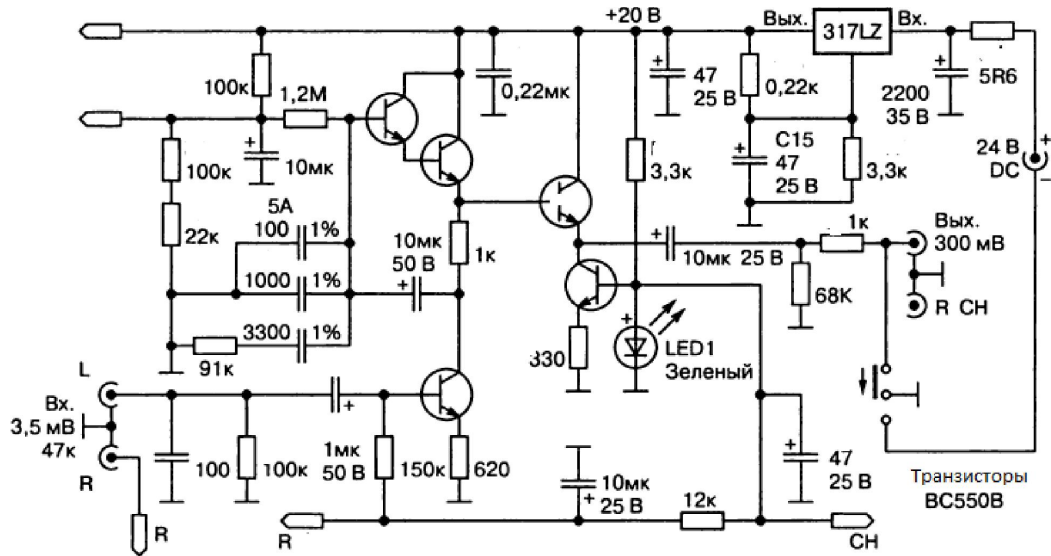 +20 В
Вых.
317LZ
Вх.
100к
1,2М
0,22мк
47
25 В
0,22к
5R6
2200
35 В
100к
10мк
3,3к
С15
47
25 В
3,3к
24 В
DC
+
−
22к
5А
100
1%
1000
1%
3300
1%
91к
10мк
50 В
1к
10мк
25 В
1к
68К
Вых.
300 мВ
R CH
330
LED1
Зеленый
L
Вх.
3,5 мВ
47к
R
100
100к
1мк
50 В
150к
620
10мк
25 В
12к
47
25 В
Транзисторы
BC550B
R
R
CH